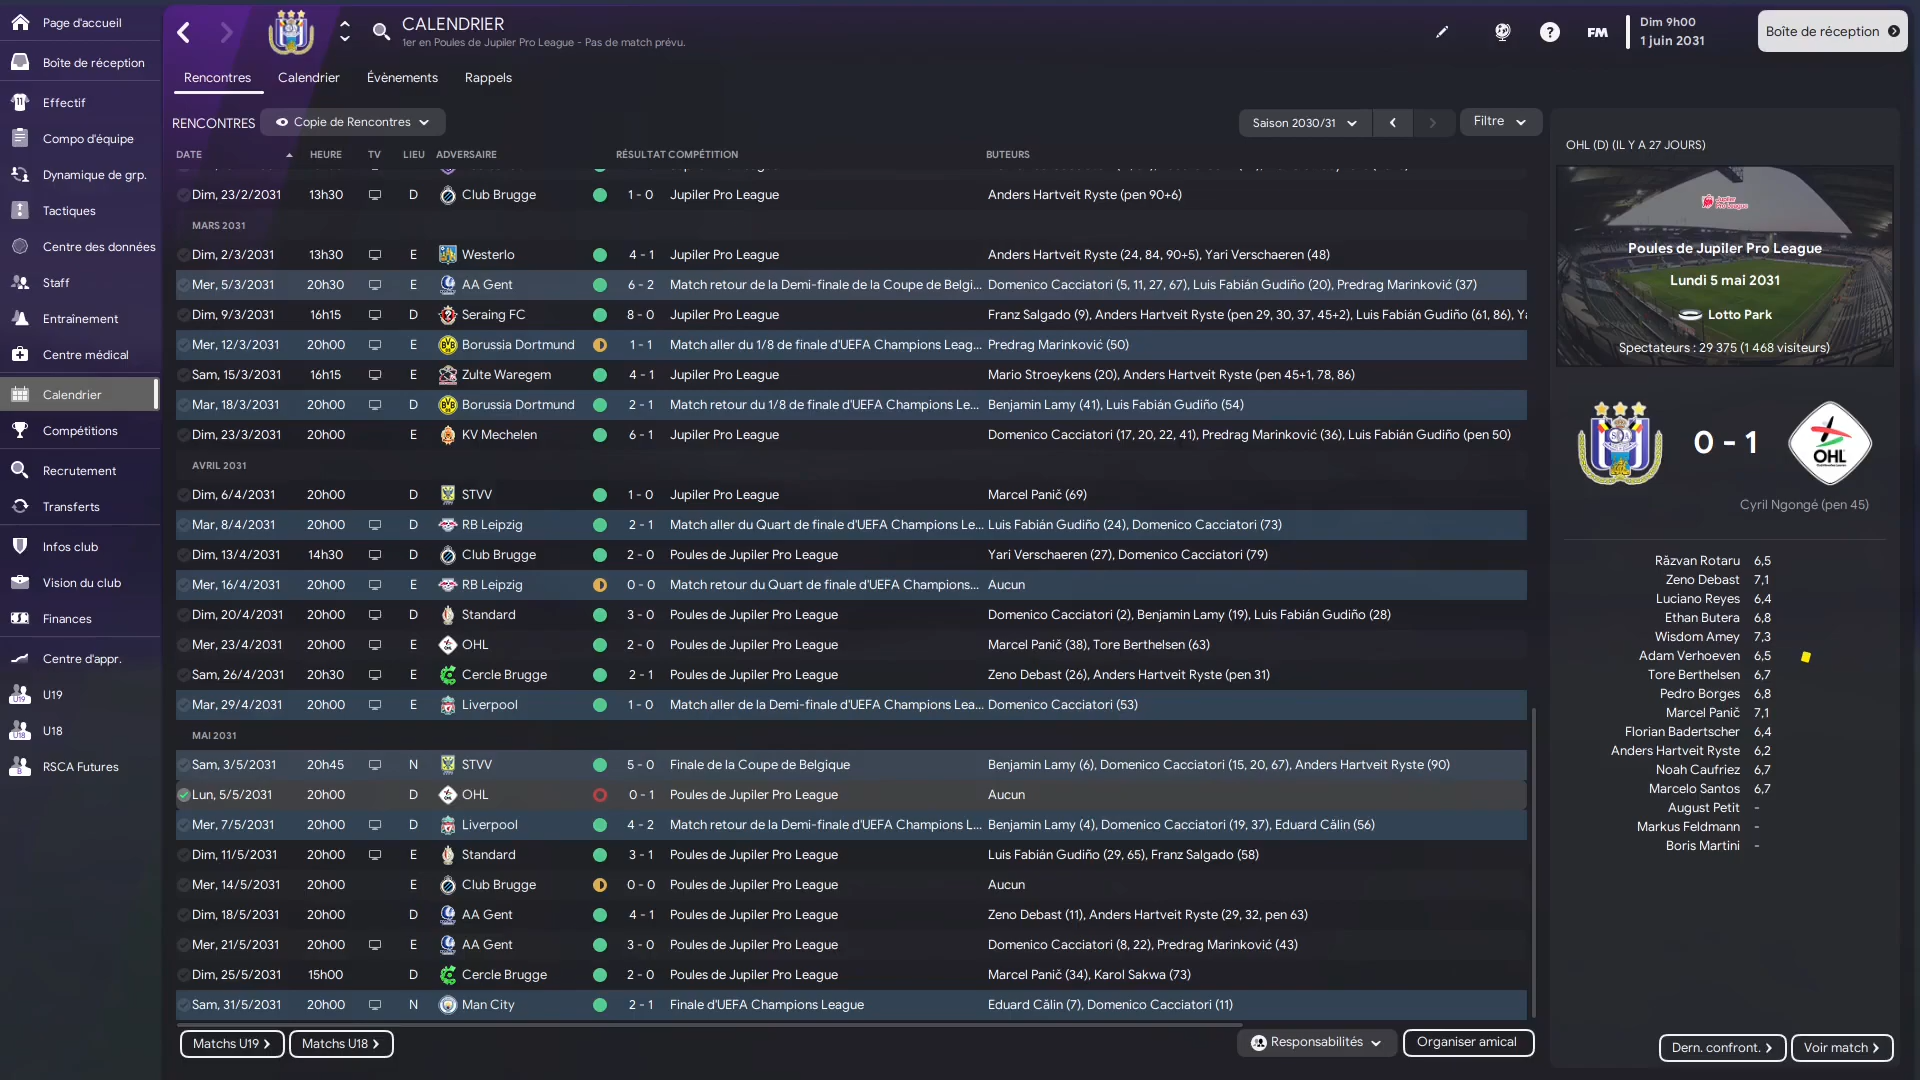 Page d'accueil
Boîte de réception
Effectif
Compo d'équipe
Dynamique de grp.
Tactiques
Centre des données
Staff
Entraînement
Centre médical
Calendrier
Compétitions
Recrutement
Transferts
Infos club
Vision du club
Finances
Centre d'appr.
U19
U18
RSCA Futures
CALENDRIER
1er en Poules de Jupiler Pro League - Pas de match prévu.
FM
Dim 9h00
1 juin 2031
Boîte de réception
Rencontres Calendrier Évènements Rappels
RENCONTRES Copie de Rencontres Saison 2030/31 Filtre
DATE HEURE TV LIEU ADVERSAIRE RÉSULTAT COMPÉTITION BUTEURS
Dim, 23/2/2031 13h30 D Club Brugge 1 - 0 Jupiler Pro League Anders Hartveit Ryste (pen 90+6)
MARS 2031
Dim, 2/3/2031 13h30 E Westerlo 4 - 1 Jupiler Pro League Anders Hartveit Ryste (24, 84, 90+5), Yari Verschaeren (48)
Mer, 5/3/2031 20h30 E AA Gent 6 - 2 Match retour de la Demi-finale de la Coupe de Belgi... Domenico Cacciatori (5, 11, 27, 67), Luis Fabián Gudiño (20), Predrag Marinković (37)
Dim, 9/3/2031 16h15 D Seraing FC 8 - 0 Jupiler Pro League Franz Salgado (9), Anders Hartveit Ryste (pen 29, 30, 37, 45+2), Luis Fabián Gudiño (61, 86), Ya
Mer, 12/3/2031 20h00 E Borussia Dortmund 1 - 1 Match aller du 1/8 de finale d'UEFA Champions Leag... Predrag Marinković (50)
Sam, 15/3/2031 16h15 E Zulte Waregem 4 - 1 Jupiler Pro League Mario Stroeykens (20), Anders Hartveit Ryste (pen 45+1, 78, 86)
Mar, 18/3/2031 20h00 D Borussia Dortmund 2 - 1 Match retour du 1/8 de finale d'UEFA Champions Le... Benjamin Lamy (41), Luis Fabián Gudiño (54)
Dim, 23/3/2031 20h00 E KV Mechelen 6 - 1 Jupiler Pro League Domenico Cacciatori (17, 20, 22, 41), Predrag Marinković (36), Luis Fabián Gudiño (pen 50)
AVRIL 2031
Dim, 6/4/2031 20h00 D STVV 1 - 0 Jupiler Pro League Marcel Panič (69)
Mar, 8/4/2031 20h00 D RB Leipzig 2 - 1 Match aller du Quart de finale d'UEFA Champions Le... Luis Fabián Gudiño (24), Domenico Cacciatori (73)
Dim, 13/4/2031 14h30 D Club Brugge 2 - 0 Poules de Jupiler Pro League Yari Verschaeren (27), Domenico Cacciatori (79)
Mer, 16/4/2031 20h00 E RB Leipzig 0 - 0 Match retour du Quart de finale d'UEFA Champions... Aucun
Dim, 20/4/2031 20h00 D Standard 3 - 0 Poules de Jupiler Pro League Domenico Cacciatori (2), Benjamin Lamy (19), Luis Fabián Gudiño (28)
Mer, 23/4/2031 20h00 E OHL 2 - 0 Poules de Jupiler Pro League Marcel Panič (38), Tore Berthelsen (63)
Sam, 26/4/2031 20h30 E Cercle Brugge 2 - 1 Poules de Jupiler Pro League Zeno Debast (26), Anders Hartveit Ryste (pen 31)
Mar, 29/4/2031 20h00 E Liverpool 1 - 0 Match aller de la Demi-finale d'UEFA Champions Lea... Domenico Cacciatori (53)
MAI 2031
Sam, 3/5/2031 20h45 N STVV 5 - 0 Finale de la Coupe de Belgique Benjamin Lamy (6), Domenico Cacciatori (15, 20, 67), Anders Hartveit Ryste (90)
Lun, 5/5/2031 20h00 D OHL 0 - 1 Poules de Jupiler Pro League Aucun
Mer, 7/5/2031 20h00 D Liverpool 4 - 2 Match retour de la Demi-finale d'UEFA Champions L... Benjamin Lamy (4), Domenico Cacciatori (19, 37), Eduard Călin (56)
Dim, 11/5/2031 20h00 E Standard 3 - 1 Poules de Jupiler Pro League Luis Fabián Gudiño (29, 65), Franz Salgado (58)
Mer, 14/5/2031 20h00 E Club Brugge 0 - 0 Poules de Jupiler Pro League Aucun
Dim, 18/5/2031 20h00 D AA Gent 4 - 1 Poules de Jupiler Pro League Zeno Debast (11), Anders Hartveit Ryste (29, 32, pen 63)
Mer, 21/5/2031 20h00 E AA Gent 3 - 0 Poules de Jupiler Pro League Domenico Cacciatori (8, 22), Predrag Marinković (43)
Dim, 25/5/2031 15h00 D Cercle Brugge 2 - 0 Poules de Jupiler Pro League Marcel Panič (34), Karol Sakwa (73)
Sam, 31/5/2031 20h00 N Man City 2 - 1 Finale d'UEFA Champions League Eduard Călin (7), Domenico Cacciatori (11)
Matchs U19 Matchs U18 Responsabilités Organiser amical
OHL (D) (IL Y A 27 JOURS)
Jupiler Pro League
Poules de Jupiler Pro League
Lundi 5 mai 2031
Lotto Park
Spectateurs : 29 375 (1 468 visiteurs)
0 - 1
OHL
Cyril Ngongé (pen 45)
Răzvan Rotaru 6,5
Zeno Debast 7,1
Luciano Reyes 6,4
Ethan Butera 6,8
Wisdom Amey 7,3
Adam Verhoeven 6,5
Tore Berthelsen 6,7
Pedro Borges 6,8
Marcel Panič 7,1
Florian Badertscher 6,4
Anders Hartveit Ryste 6,2
Noah Caufriez 6,7
Marcelo Santos 6,7
August Petit -
Markus Feldmann -
Boris Martini -
Dern. confront. Voir match